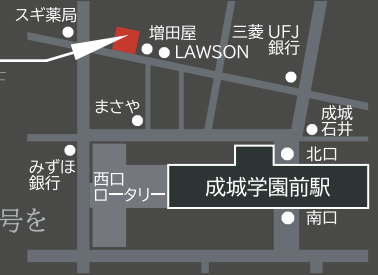 スギ薬局
増田屋
LAWSON
三菱 UFJ
銀行
まさや
成城
石井
みずほ
銀行
西口
ロータリー
北口
成城学園前駅
号を
南口